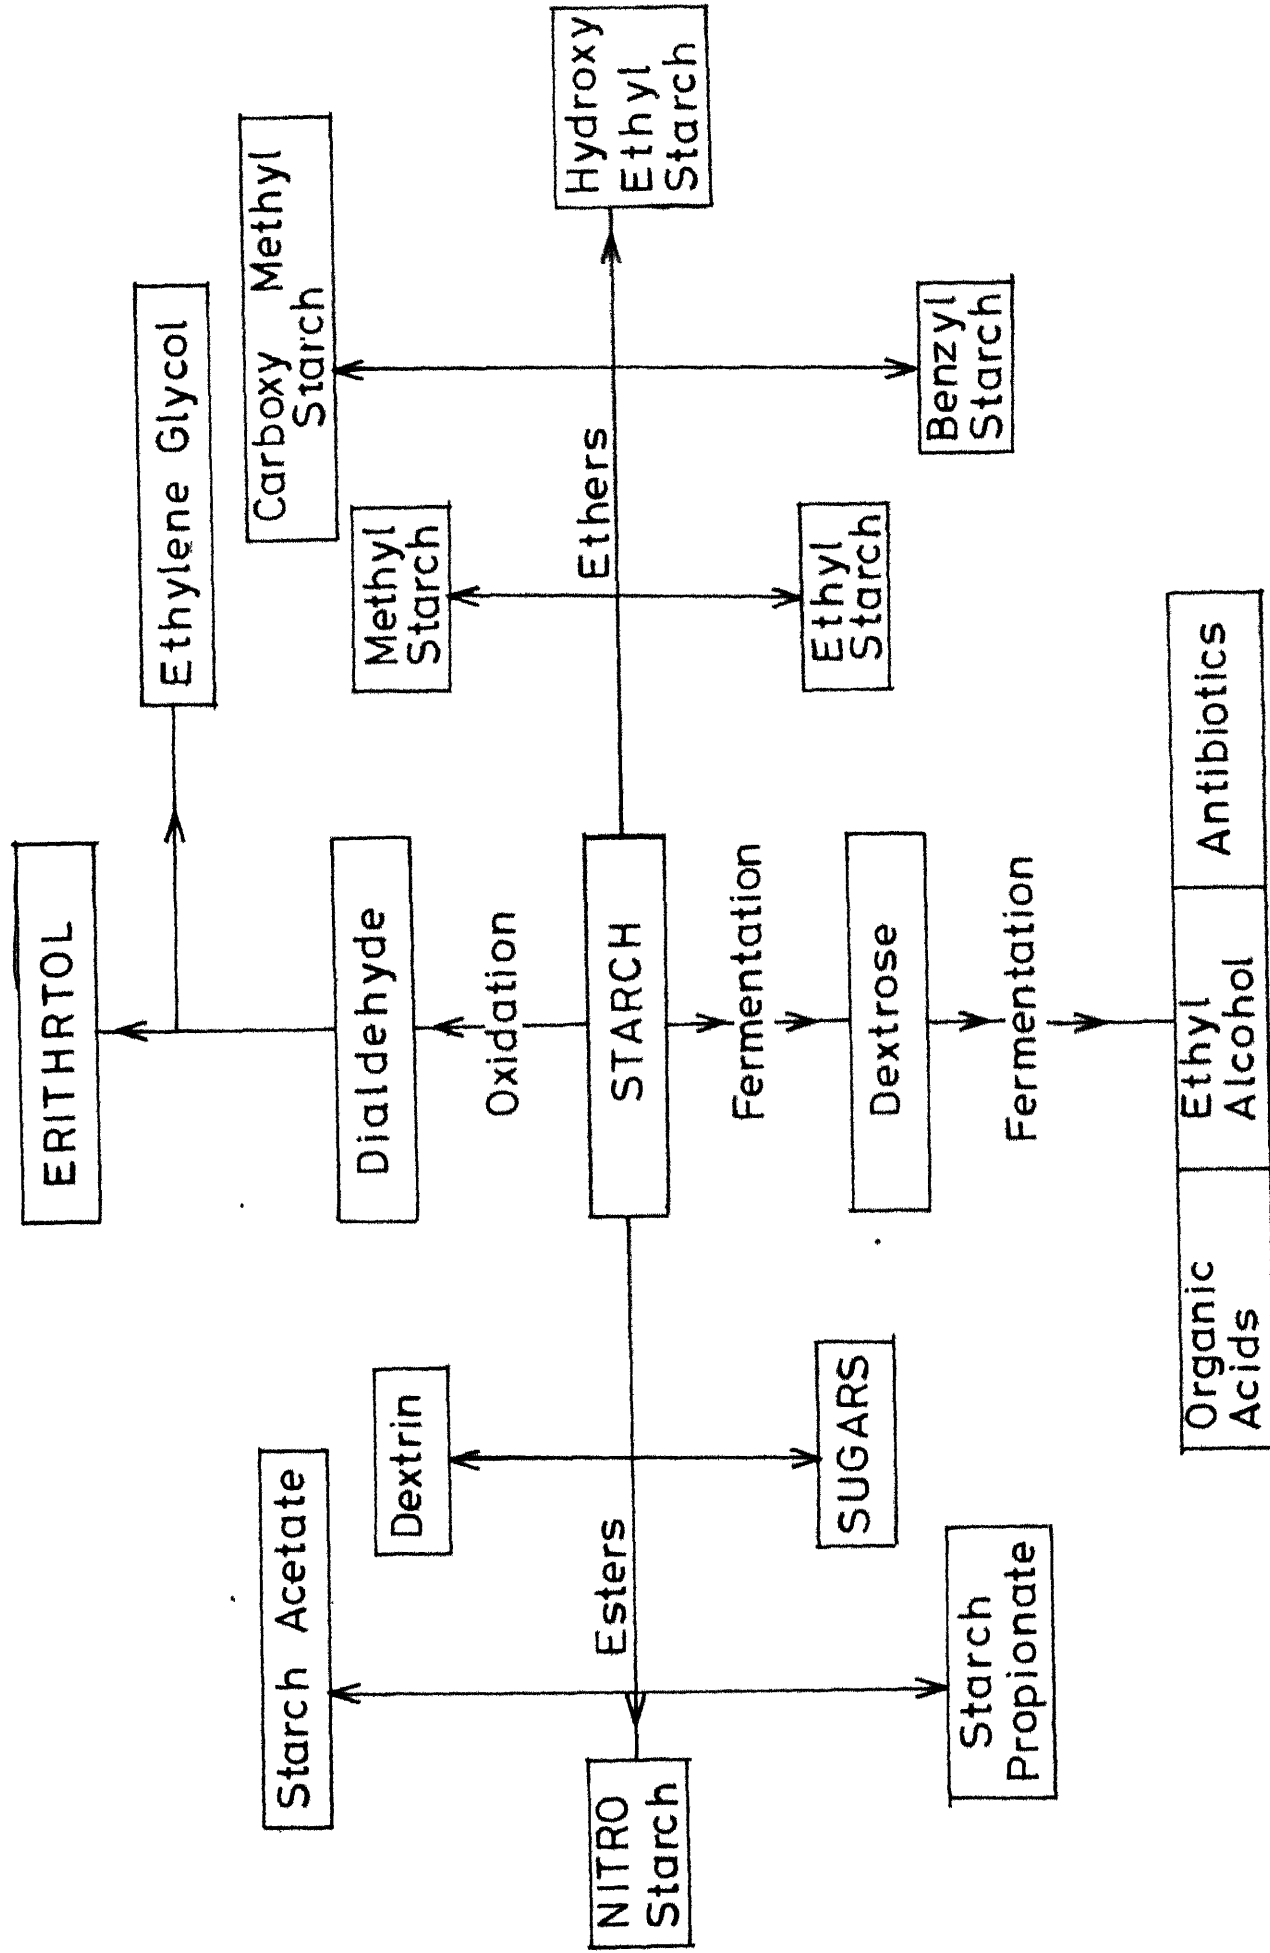 ERITHRTOL
Ethylene Glycol
Carboxy Methyl
Starch
Starch Acetate
Dextrin
Dialdehyde
Methyl
Starch
Oxidation
NITRO
Starch
Esters
STARCH
Ethers
Hydroxy
Ethyl
Starch
Fermentation
SUGARS
Dextrose
Ethyl
Starch
Benzyl
Starch
Starch
Propionate
Fermentation
Organic
Acids
Ethyl
Alcohol
Antibiotics